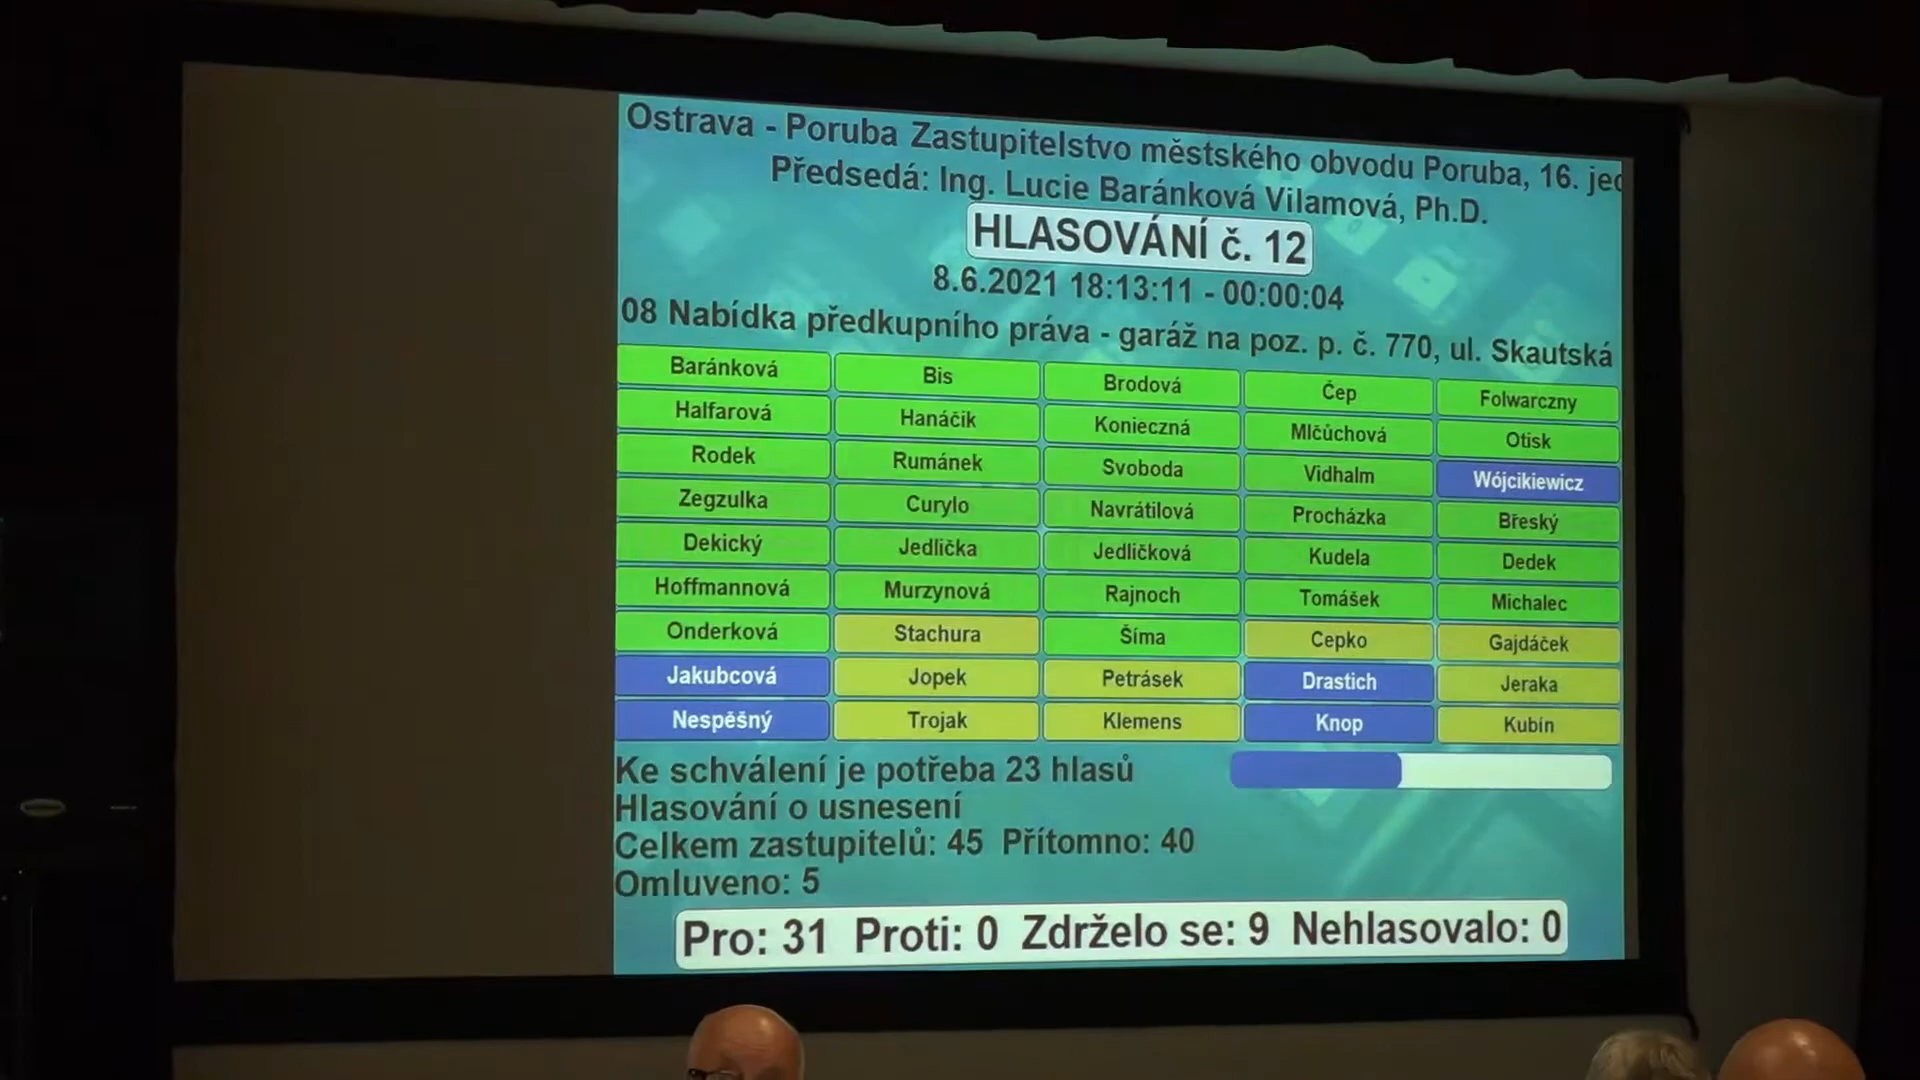 Ostrava - Poruba Zastupitelstvo městského obvodu Poruba, 16. jed
Předsedá: Ing. Lucie Baránková Vilamová, Ph.D.
HLASOVÁNÍ č. 12
8.6.2021 18:13:11 - 00:00:04
08 Nabídka předkupního práva - garáž na poz. p. č. 770, ul. Skautská
Baránková Bis Brodová Čep Folwarczny
Halfarová Hanáčik Konieczná Mlčůchová Otisk
Rodek Rumánek Svoboda Vidhalm Wójcikiewicz
Zegzulka Curylo Navrátilová Procházka Břeský
Dekický Jedlička Jedličková Kudela Dedek
Hoffmannová Murzynová Rajnoch Tomášek Michalec
Onderková Stachura Šíma Cepko Gajdáček
Jakubcová Jopek Petrásek Drastich Jeraka
Nespěšný Trojak Klemens Knop Kubín
Ke schválení je potřeba 23 hlasů
Hlasování o usnesení
Celkem zastupitelů: 45 Přítomno: 40
Omluveno: 5
Pro: 31 Proti: 0 Zdrželo se: 9 Nehlasovalo: 0